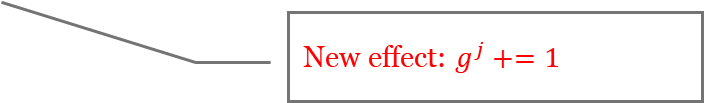 New effect: $g^j += 1$